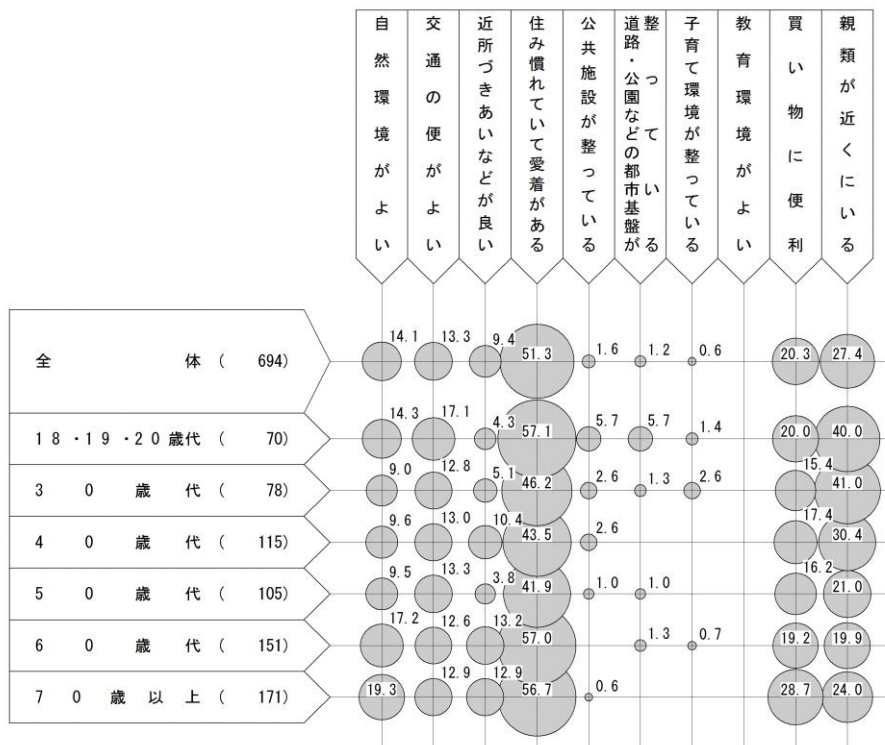 自然環境がよい
交通の便がよい
近所づきあいなどが良い
住み慣れていて愛着がある
公共施設が整っている
道路・公園などの都市基盤が
整っている
子育て環境が整っている
教育環境がよい
買い物に便利
親類が近くにいる
全体(694) 14.1 13.3 9.4 51.3 1.6 1.2 0.6 20.3 27.4
18・19・20歳代(70) 14.3 17.1 4.3 57.1 5.7 5.7 1.4 20.0 40.0
30歳代(78) 9.0 12.8 5.1 46.2 2.6 1.3 2.6 15.4 41.0
40歳代(115) 9.6 13.0 10.4 43.5 2.6 17.4 30.4
50歳代(105) 9.5 13.3 3.8 41.9 1.0 1.0 16.2 21.0
60歳代(151) 17.2 12.6 13.2 57.0 1.3 0.7 19.2 19.9
70歳以上(171) 19.3 12.9 12.9 56.7 0.6 28.7 24.0